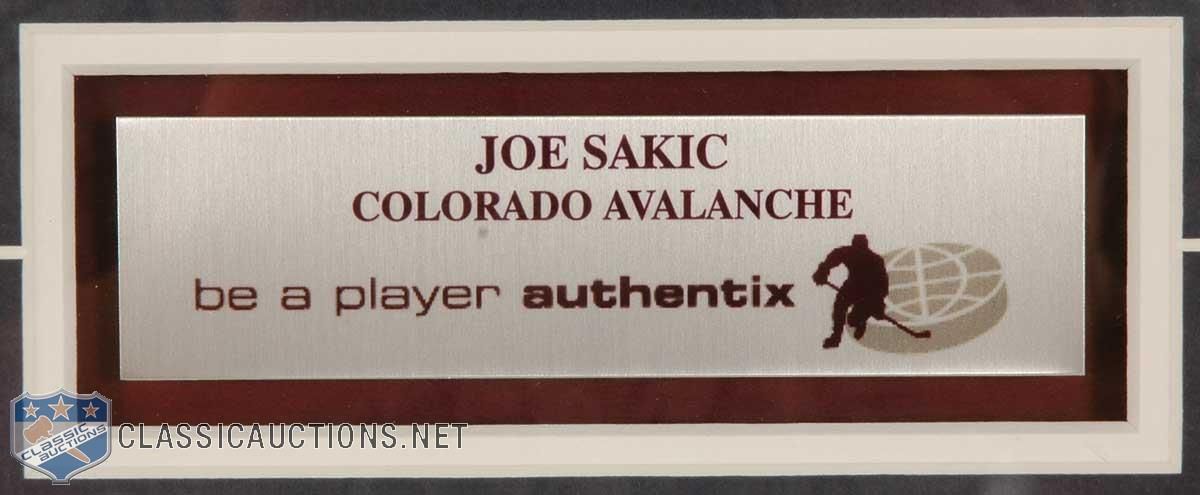 JOE SAKIC
COLORADO AVALANCHE
be a player authentix
CLASSIC
AUCTIONS
CLASSICAUCTIONS.NET